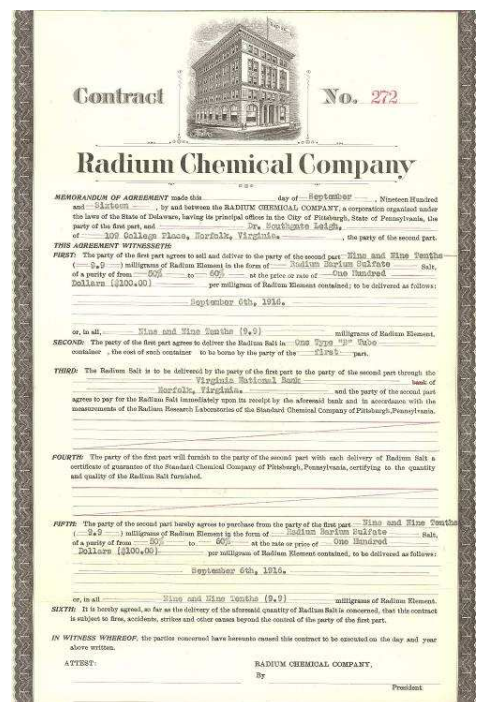 Contract No. 272
Radium Chemical Company
MEMORANDUM OF AGREEMENT made this day of September, Nineteen Hundred
and Sixteen, by and between the RADIUM CHEMICAL COMPANY, a corporation organized under
the laws of the State of Delaware, having its principal offices in the City of Pittsburgh, State of Pennsylvania, the
party of the first part, and Dr. Southgate Leigh,
of 109 College Place, Norfolk, Virginia., the party of the second part.
THIS AGREEMENT WITNESSETH:
FIRST: The party of the first part agrees to sell and deliver to the party of the second part Nine and Nine Tenths
( 9.9 ) milligrams of Radium Element in the form of Radium Barium Sulfate Salt,
of a purity of from 50% to 60% at the price or rate of One Hundred
Dollars ($100.00) per milligram of Radium Element contained; to be delivered as follows:
September 6th, 1916.
or, in all, Nine and Nine Tenths (9.9) milligrams of Radium Element.
SECOND: The party of the first part agrees to deliver the Radium Salt in One Type "B" Tube
container, the cost of such container to be borne by the party of the first part.
THIRD: The Radium Salt is to be delivered by the party of the first part to the party of the second part through the
Virginia National Bank bank of
Norfolk, Virginia. and the party of the second part
agrees to pay for the Radium Salt immediately upon its receipt by the aforesaid bank and in accordance with the
measurements of the Radium Research Laboratories of the Standard Chemical Company of Pittsburgh, Pennsylvania.
FOURTH: The party of the first part will furnish to the party of the second part with each delivery of Radium Salt a
certificate of guarantee of the Standard Chemical Company of Pittsburgh, Pennsylvania, certifying to the quantity
and quality of the Radium Salt furnished.
FIFTH: The party of the second part hereby agrees to purchase from the party of the first part Nine and Nine Tenths
( 9.9 ) milligrams of Radium Element in the form of Radium Barium Sulfate Salt,
of a purity of from 50% to 60% at the rate or price of One Hundred
Dollars ($100.00) per milligram of Radium Element contained, to be delivered as follows:
September 6th, 1916.
or, in all Nine and Nine Tenths (9.9) milligrams of Radium Element.
SIXTH: It is hereby agreed, so far as the delivery of the aforesaid quantity of Radium Salt is concerned, that this contract
is subject to fires, accidents, strikes and other causes beyond the control of the party of the first part.
IN WITNESS WHEREOF, the parties concerned have hereunto caused this contract to be executed on the day and year
above written.
ATTEST: RADIUM CHEMICAL COMPANY,
By
President